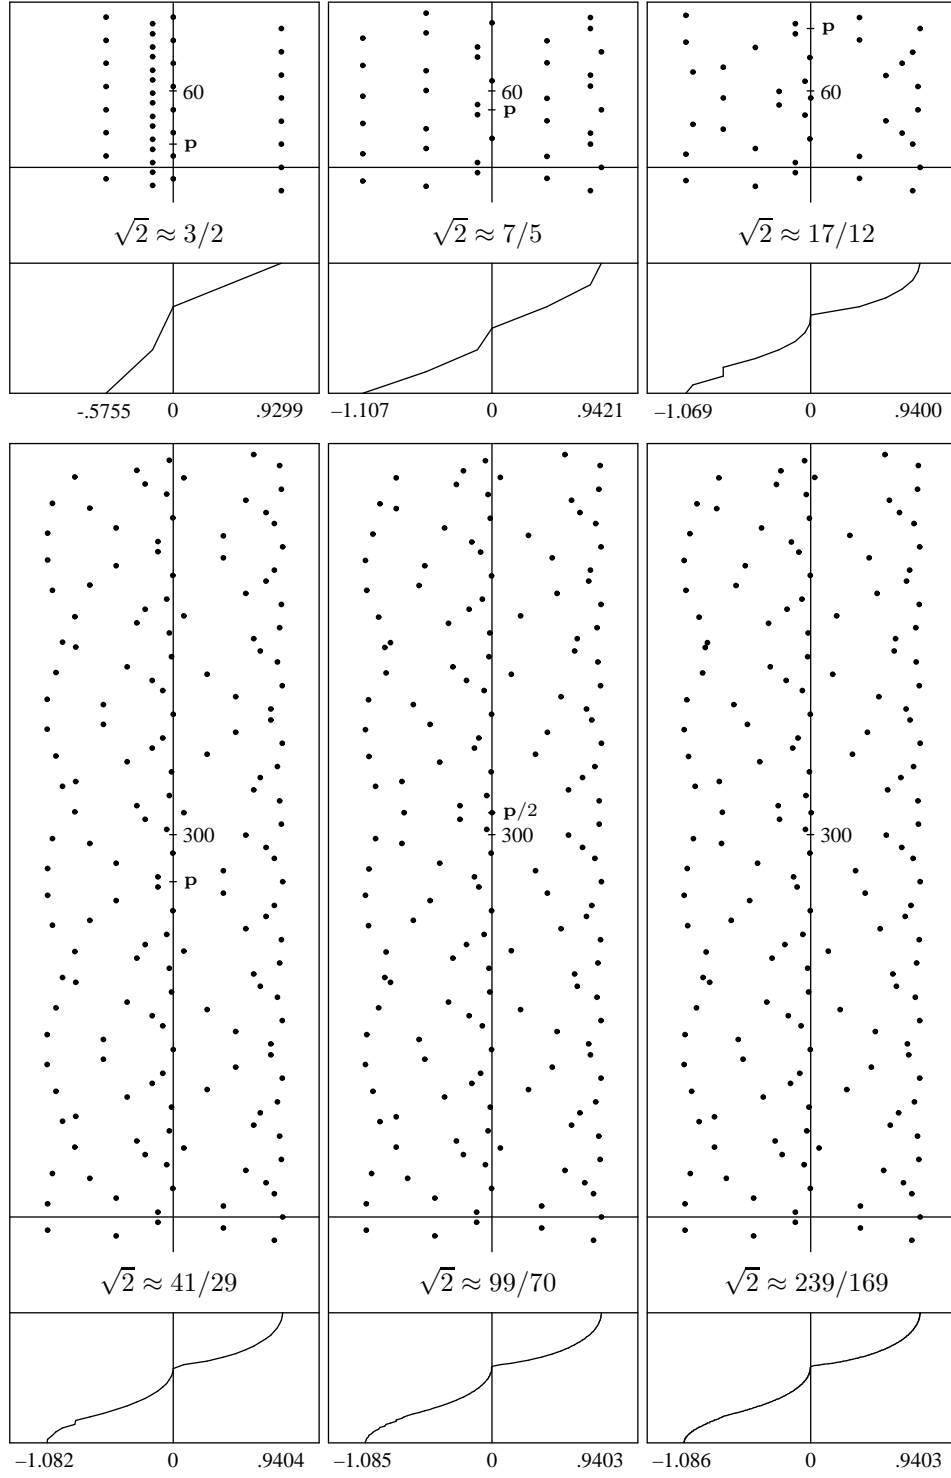 60 60 p 60
p p
√2 ≈ 3/2 √2 ≈ 7/5 √2 ≈ 17/12
-.5755 0 .9299 –1.107 0 .9421 –1.069 0 .9400
p/2
300 300 300
p
√2 ≈ 41/29 √2 ≈ 99/70 √2 ≈ 239/169
–1.082 0 .9404 –1.085 0 .9403 –1.086 0 .9403